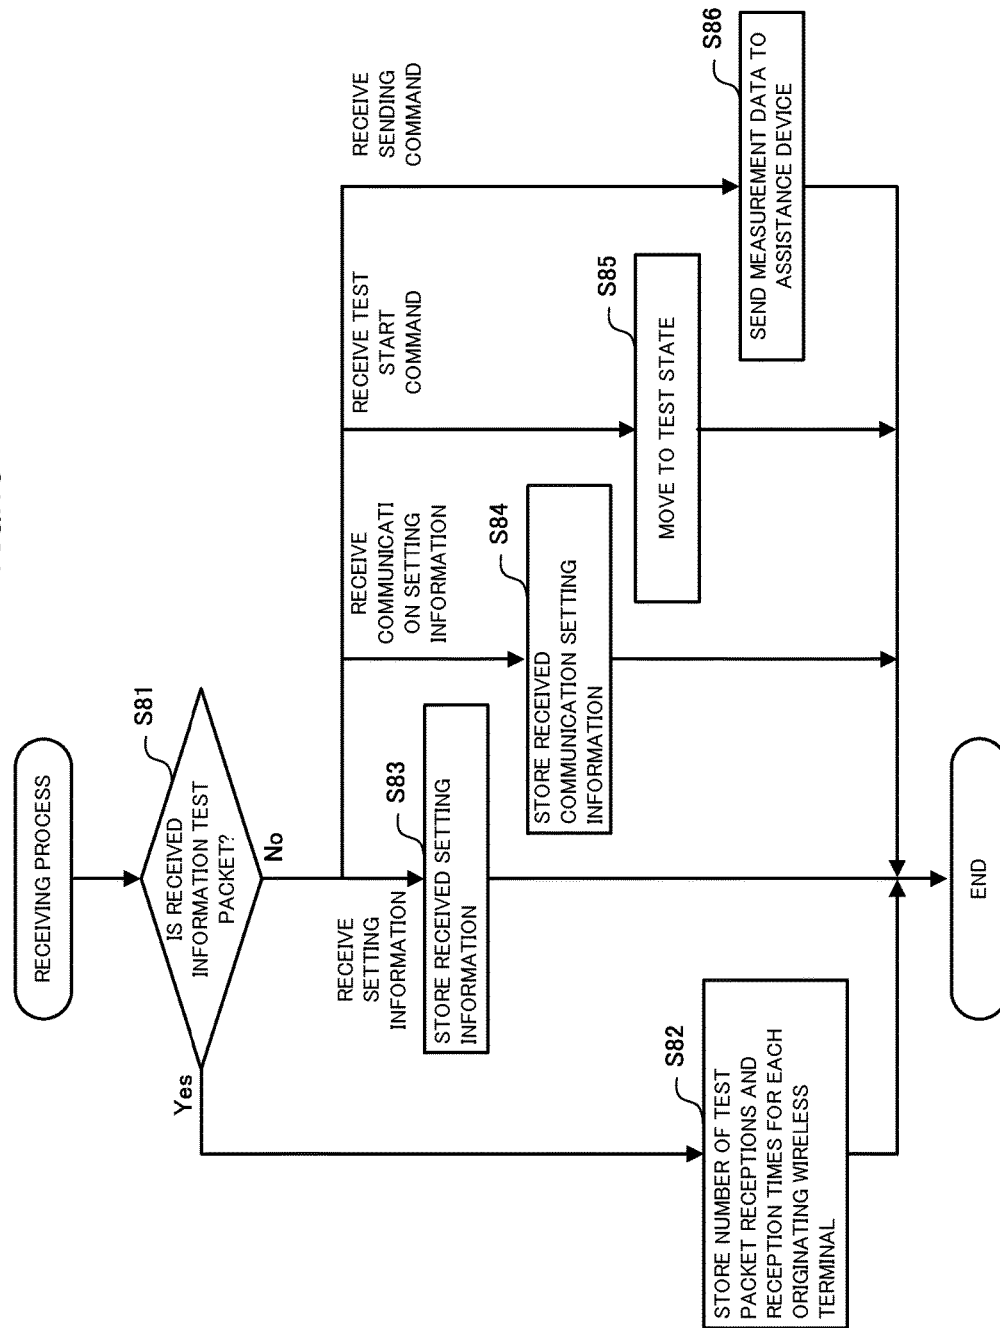 RECEIVING PROCESS
S81
IS RECEIVED
INFORMATION TEST
PACKET?
Yes
No
RECEIVE
SETTING
INFORMATION
RECEIVE
COMMUNICATI
ON SETTING
INFORMATION
RECEIVE TEST
START
COMMAND
RECEIVE
SENDING
COMMAND
S83
STORE RECEIVED SETTING
INFORMATION
S84
STORE RECEIVED
COMMUNICATION SETTING
INFORMATION
S85
MOVE TO TEST STATE
S82
STORE NUMBER OF TEST
PACKET RECEPTIONS AND
RECEPTION TIMES FOR EACH
ORIGINATING WIRELESS
TERMINAL
S86
SEND MEASUREMENT DATA TO
ASSISTANCE DEVICE
END